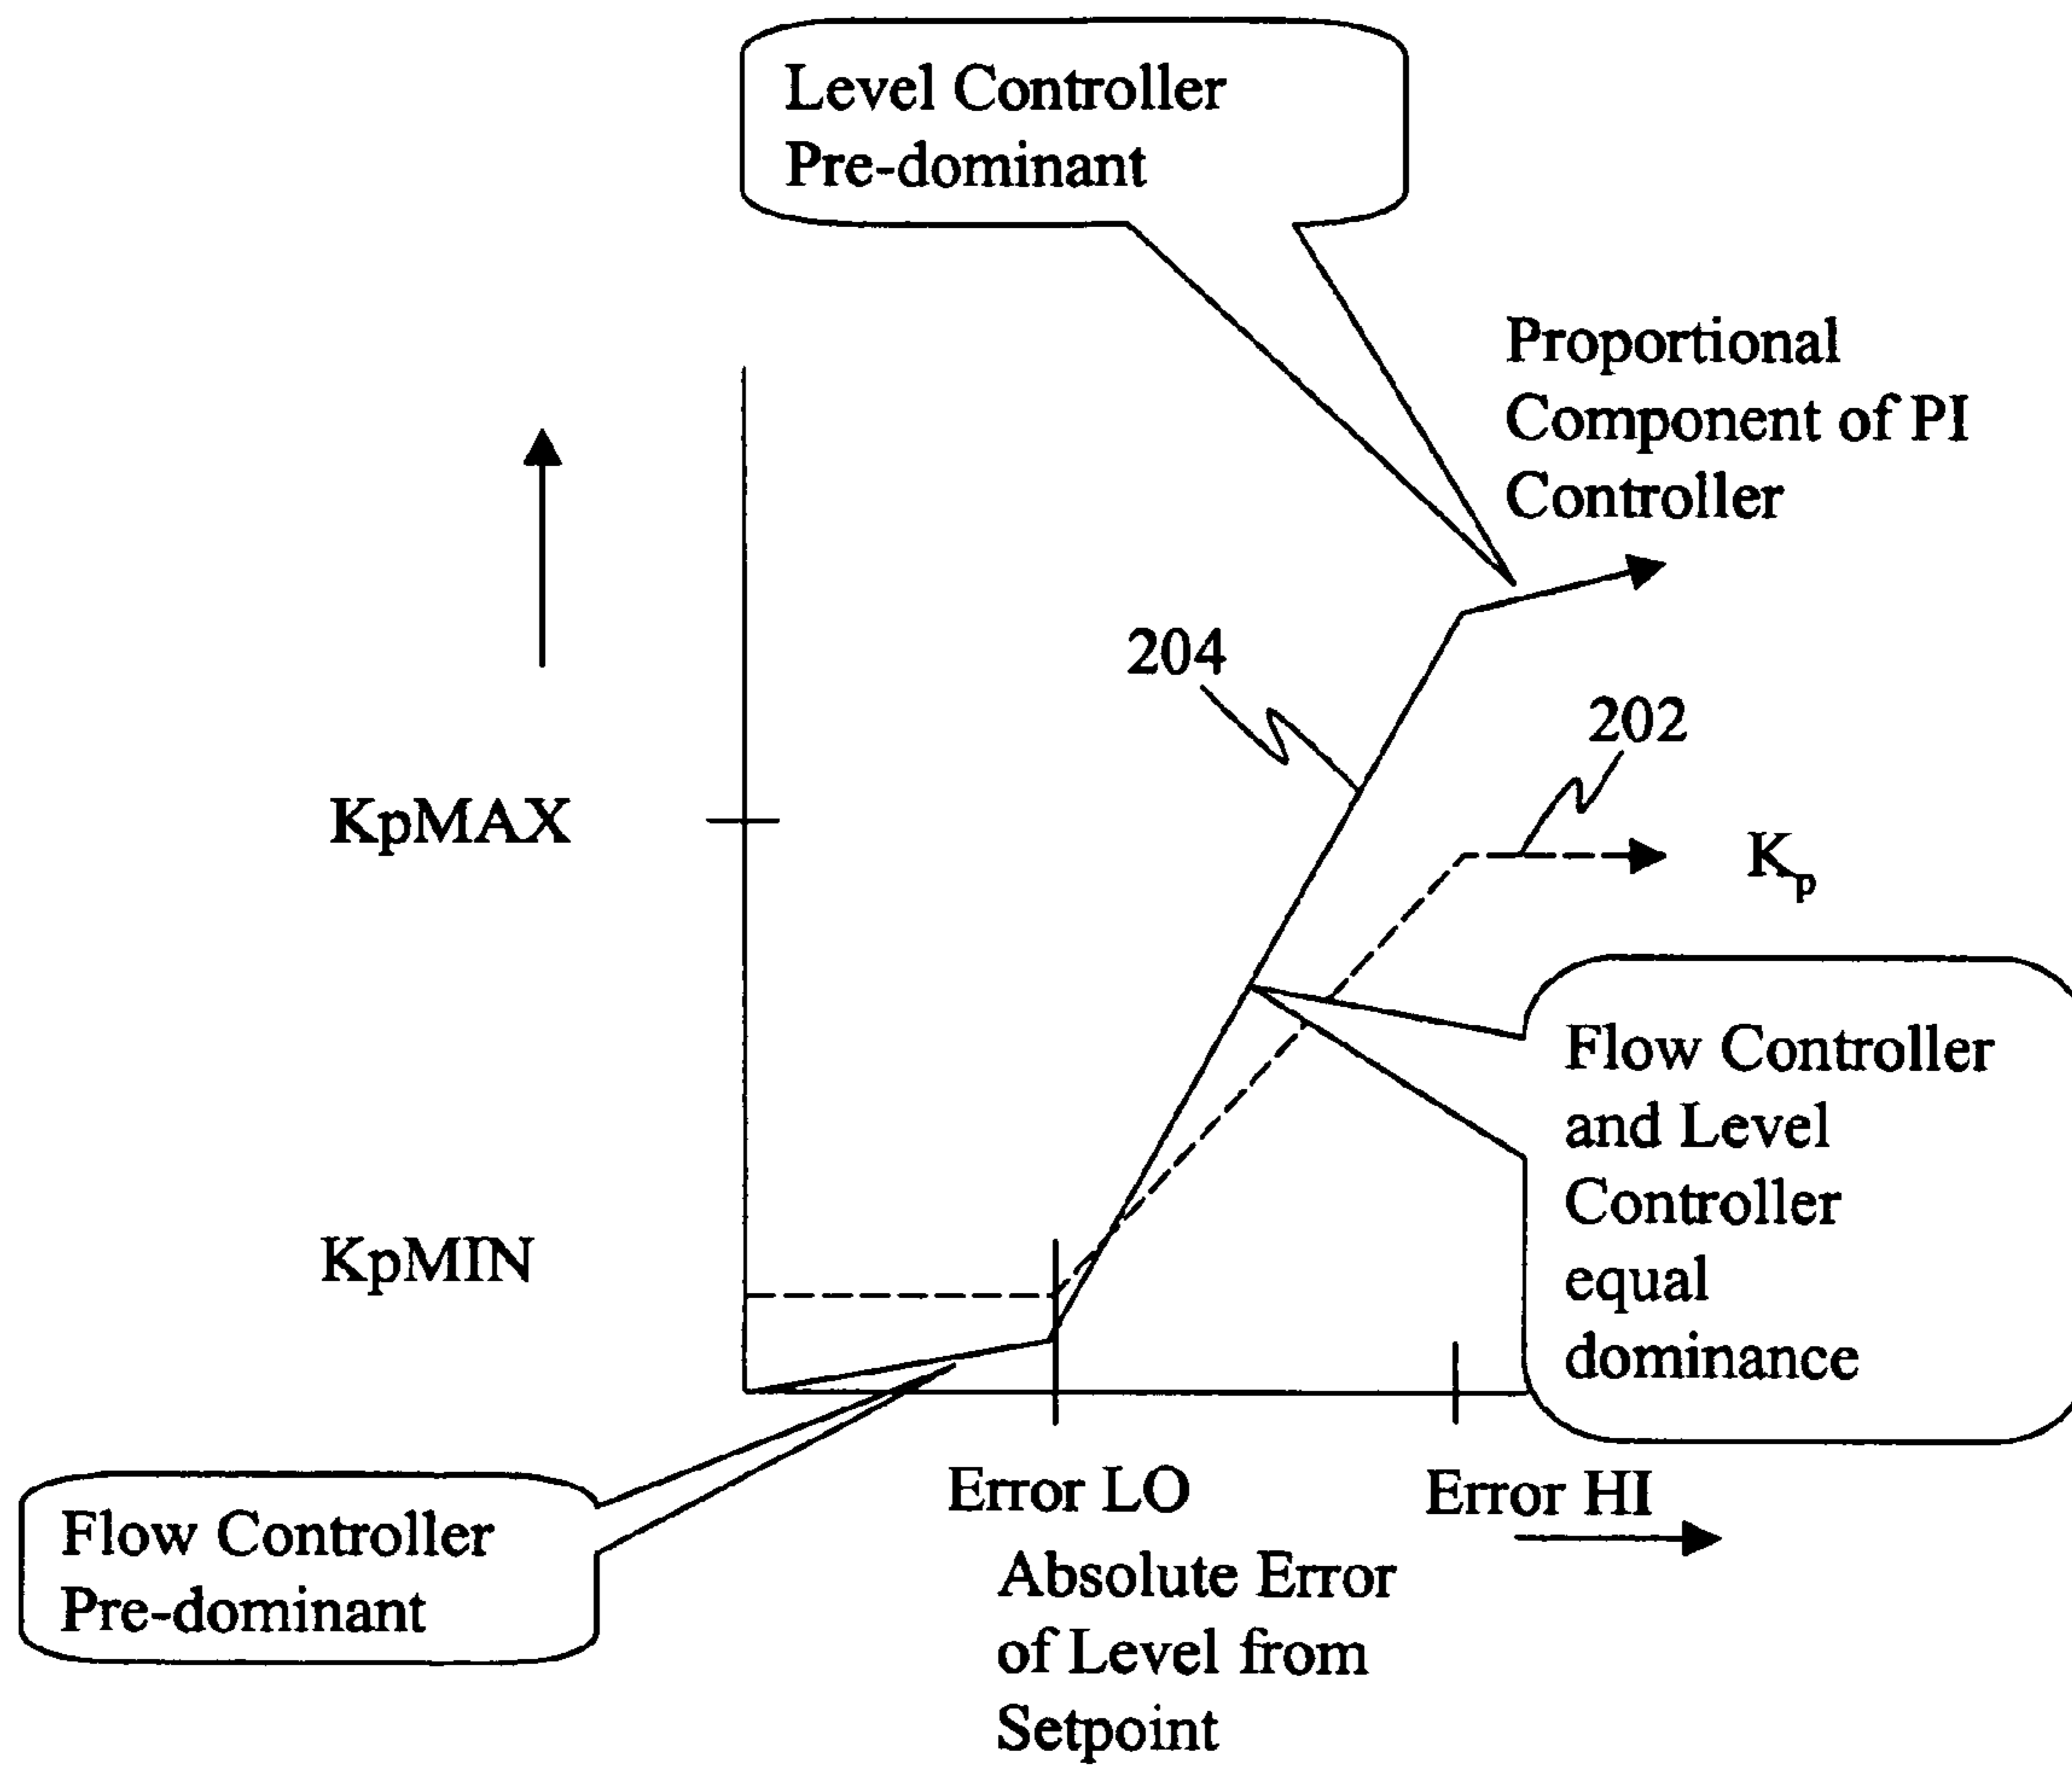 Level Controller
Pre-dominant
Proportional
Component of PI
Controller
204
202
KpMAX
Kp
Flow Controller
and Level
Controller
equal
dominance
KpMIN
Error LO
Error HI
Absolute Error
of Level from
Setpoint
Flow Controller
Pre-dominant